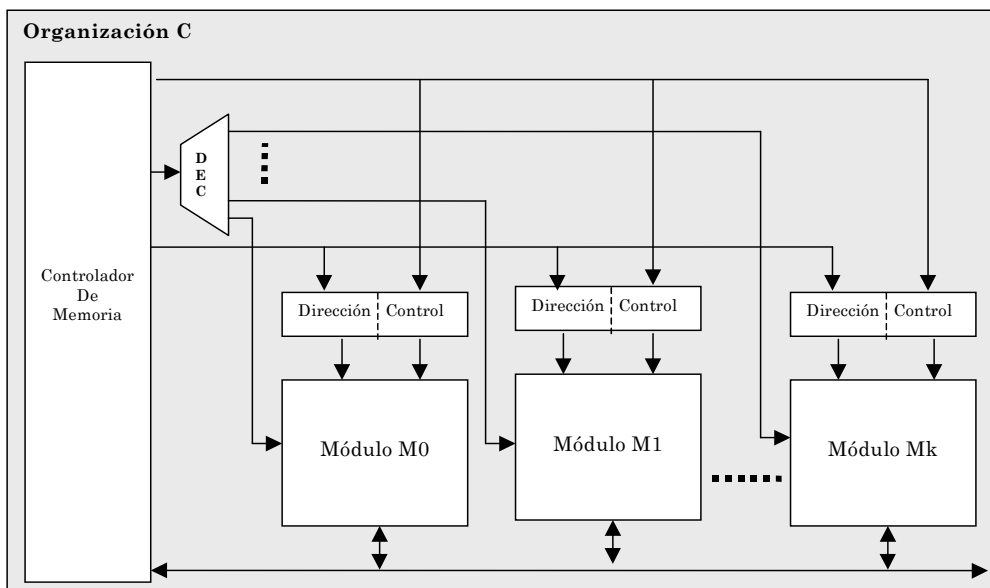 Organización C
D
E
C
Controlador
De
Memoria
Dirección Control
Dirección Control
Dirección Control
Módulo M0
Módulo M1
Módulo Mk